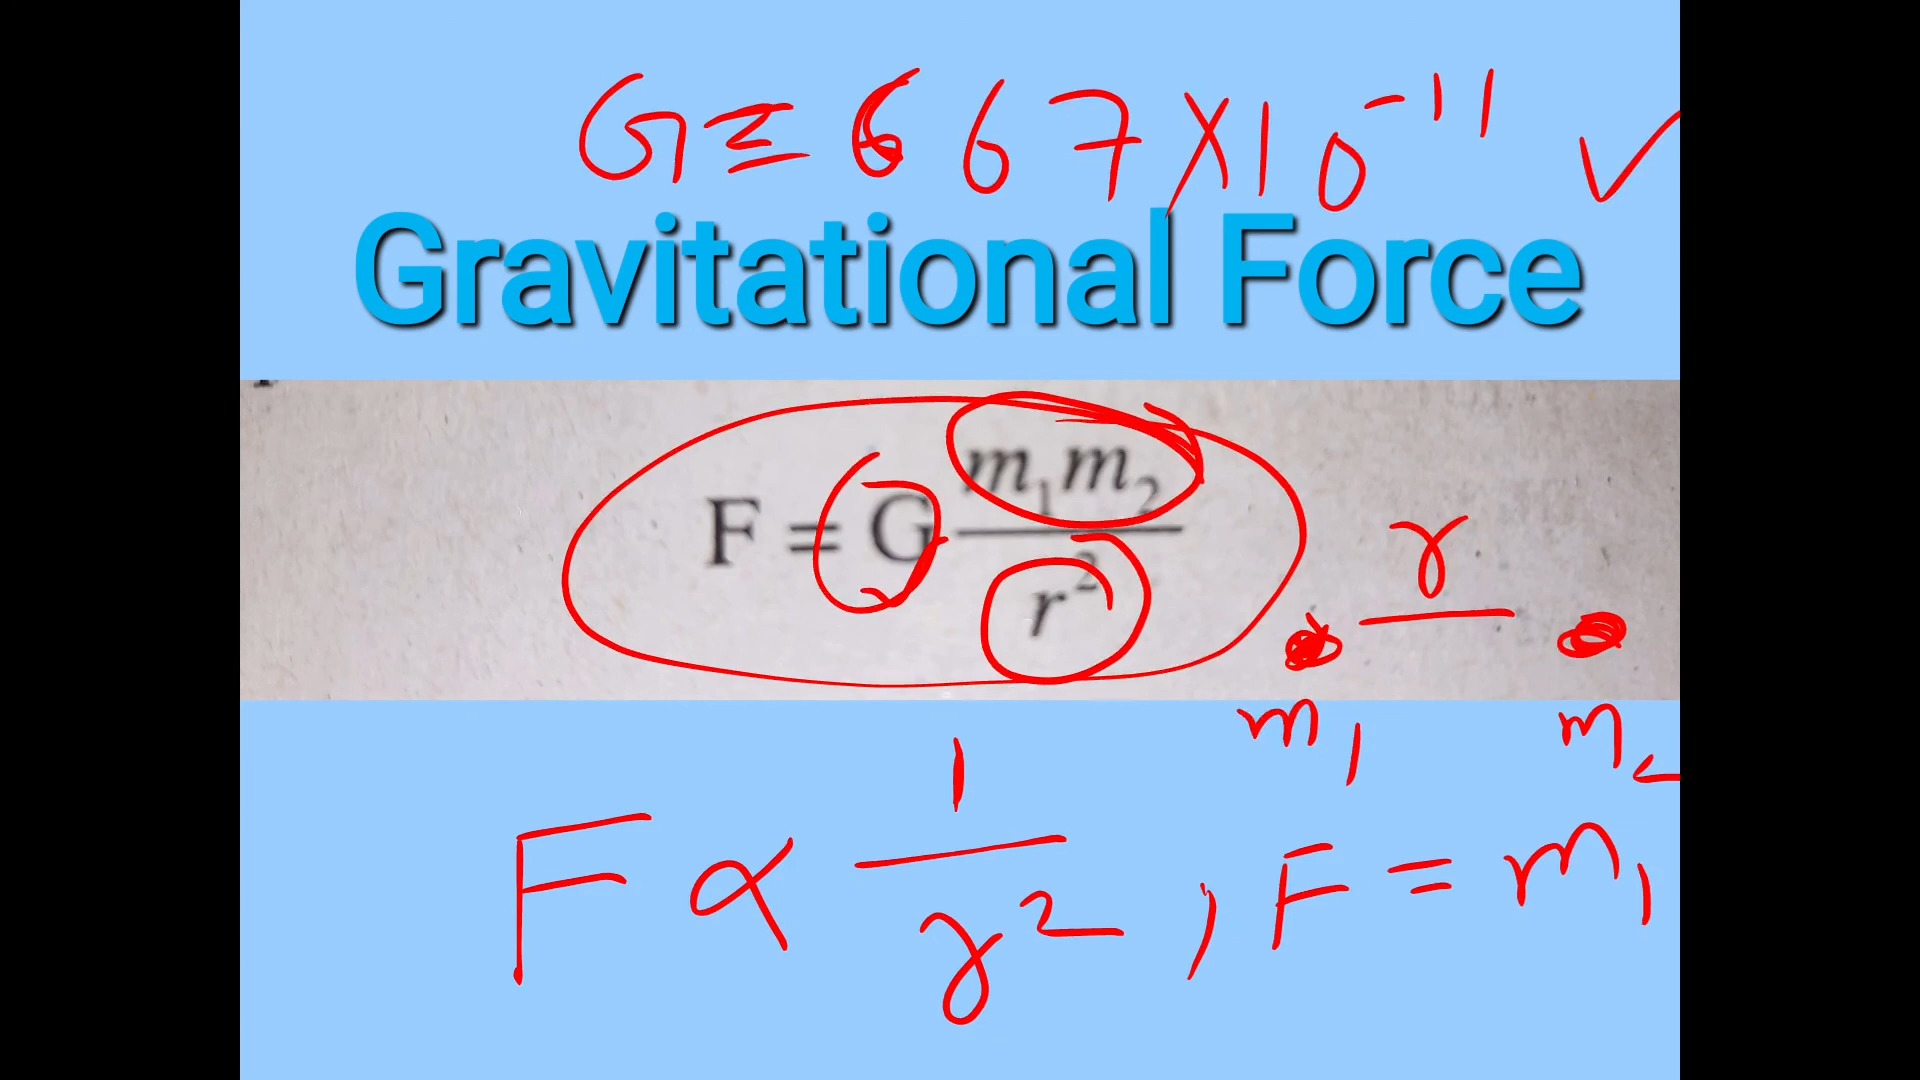 G = 6 6 7 X 10⁻¹¹ ✓
Gravitational Force
F = G m₁m₂ / r²
r
m₁ m₂
F ∝ 1 / r² , F = m₁